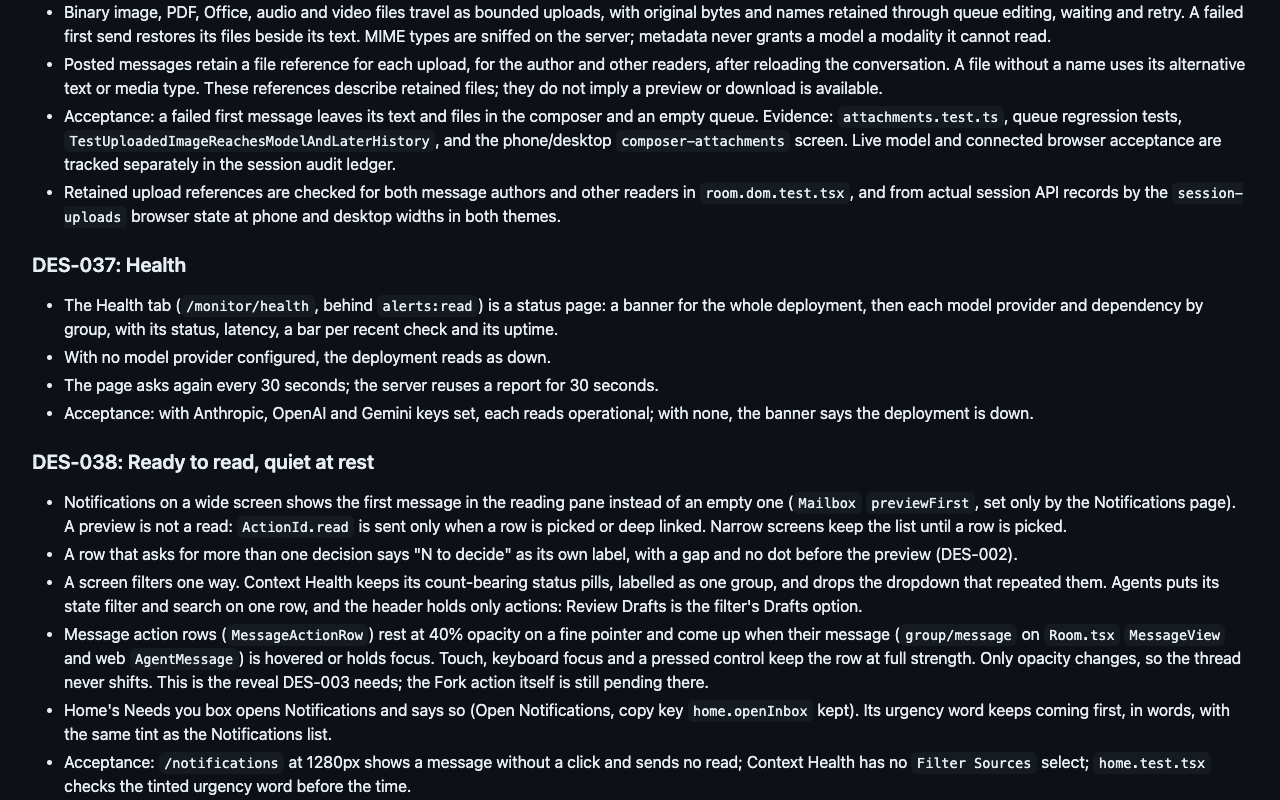 • Binary image, PDF, Office, audio and video files travel as bounded uploads, with original bytes and names retained through queue editing, waiting and retry. A failed
first send restores its files beside its text. MIME types are sniffed on the server; metadata never grants a model a modality it cannot read.
• Posted messages retain a file reference for each upload, for the author and other readers, after reloading the conversation. A file without a name uses its alternative
text or media type. These references describe retained files; they do not imply a preview or download is available.
• Acceptance: a failed first message leaves its text and files in the composer and an empty queue. Evidence: attachments.test.ts , queue regression tests,
TestUploadedImageReachesModelAndLaterHistory , and the phone/desktop composer-attachments screen. Live model and connected browser acceptance are
tracked separately in the session audit ledger.
• Retained upload references are checked for both message authors and other readers in room.dom.test.tsx , and from actual session API records by the session-
uploads browser state at phone and desktop widths in both themes.
DES-037: Health
• The Health tab ( /monitor/health , behind alerts:read ) is a status page: a banner for the whole deployment, then each model provider and dependency by
group, with its status, latency, a bar per recent check and its uptime.
• With no model provider configured, the deployment reads as down.
• The page asks again every 30 seconds; the server reuses a report for 30 seconds.
• Acceptance: with Anthropic, OpenAI and Gemini keys set, each reads operational; with none, the banner says the deployment is down.
DES-038: Ready to read, quiet at rest
• Notifications on a wide screen shows the first message in the reading pane instead of an empty one ( Mailbox previewFirst , set only by the Notifications page).
A preview is not a read: ActionId.read is sent only when a row is picked or deep linked. Narrow screens keep the list until a row is picked.
• A row that asks for more than one decision says "N to decide" as its own label, with a gap and no dot before the preview (DES-002).
• A screen filters one way. Context Health keeps its count-bearing status pills, labelled as one group, and drops the dropdown that repeated them. Agents puts its
state filter and search on one row, and the header holds only actions: Review Drafts is the filter's Drafts option.
• Message action rows ( MessageActionRow ) rest at 40% opacity on a fine pointer and come up when their message ( group/message on Room.tsx MessageView
and web AgentMessage ) is hovered or holds focus. Touch, keyboard focus and a pressed control keep the row at full strength. Only opacity changes, so the thread
never shifts. This is the reveal DES-003 needs; the Fork action itself is still pending there.
• Home's Needs you box opens Notifications and says so (Open Notifications, copy key home.openInbox kept). Its urgency word keeps coming first, in words, with
the same tint as the Notifications list.
• Acceptance: /notifications at 1280px shows a message without a click and sends no read; Context Health has no Filter Sources select; home.test.tsx
checks the tinted urgency word before the time.